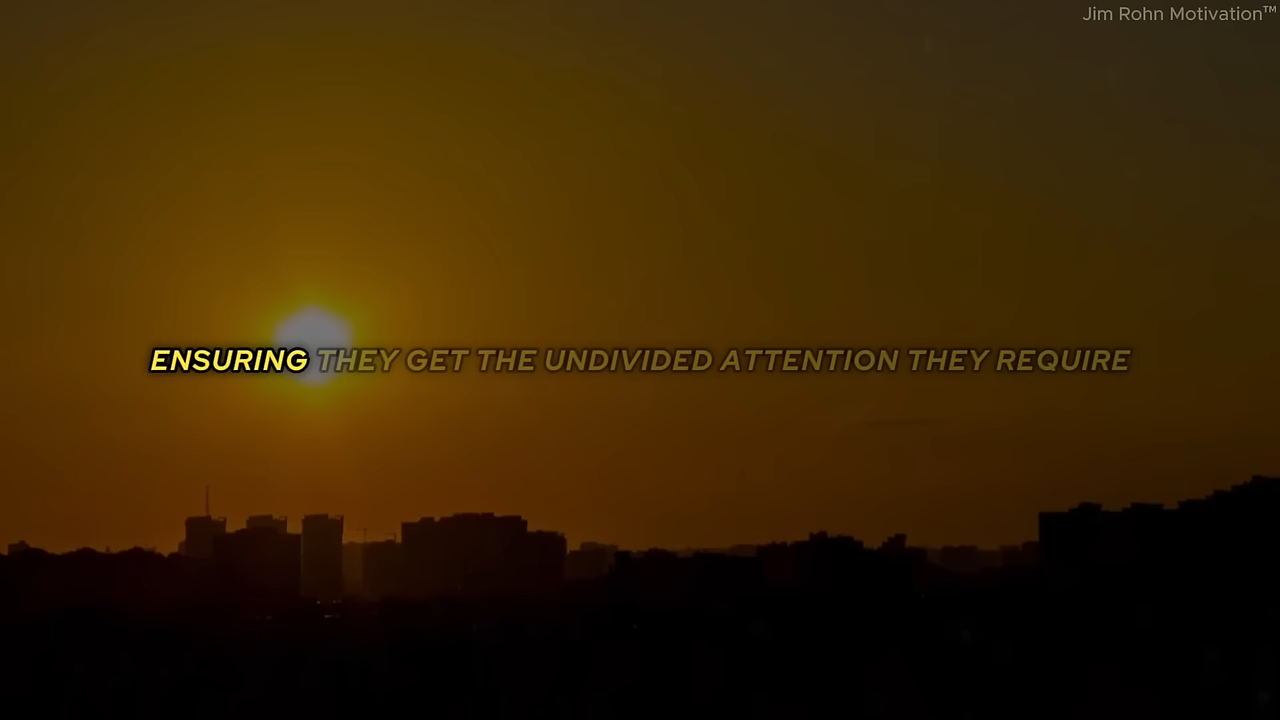 Jim Rohn Motivation™
ENSURING THEY GET THE UNDIVIDED ATTENTION THEY REQUIRE